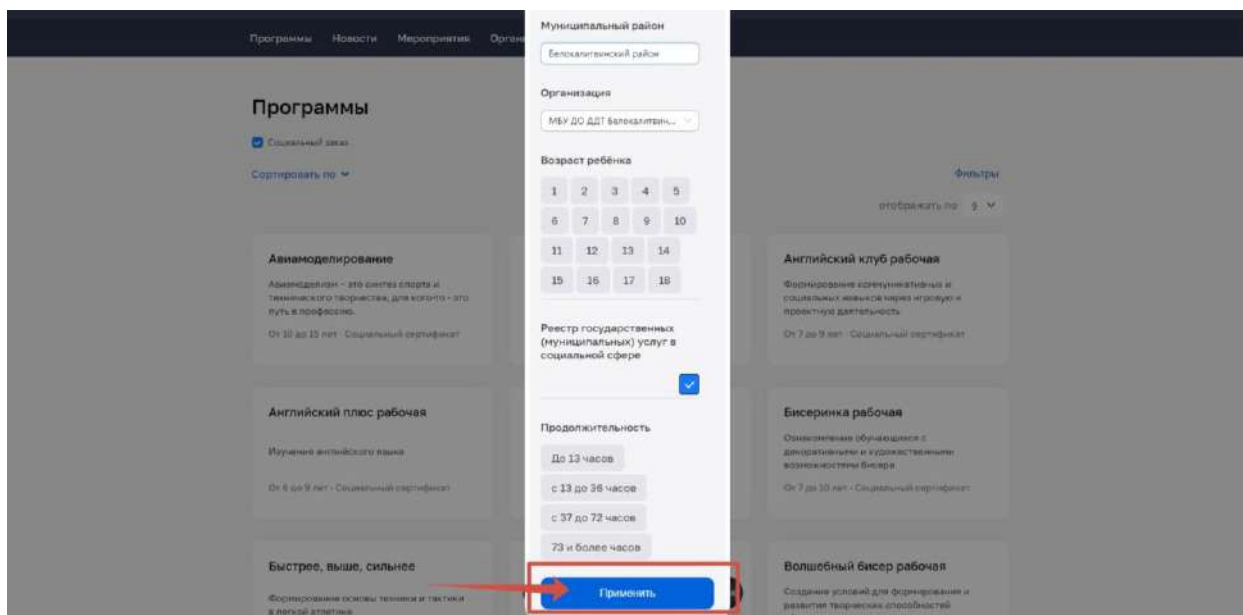 Программы Новости Мероприятия
Программы
Социальный заказ
Сортировать по
Фильтры
отображать по 9
Авиамоделирование
Авиамоделизм - это синтез спорта и
технического творчества, для кого-то - это
путь в профессию.
От 10 до 15 лет · Социальный сертификат
Английский клуб рабочая
Формирование коммуникативных и
социальных навыков через игровую и
проектную деятельность
От 7 до 9 лет · Социальный сертификат
Английский плюс рабочая
Изучение английского языка
От 6 до 9 лет · Социальный сертификат
Бисеринка рабочая
Ознакомление обучающихся с
декоративными и художественными
возможностями бисера
От 7 до 10 лет · Социальный сертификат
Быстрее, выше, сильнее
Формирование основы техники и тактики
в легкой атлетике
Волшебный бисер рабочая
Создание условий для формирования и
развития творческих способностей
Муниципальный район
Белокалитвинский район
Организация
МБУ ДО ДДТ Белокалитвин...
Возраст ребёнка
1 2 3 4 5
6 7 8 9 10
11 12 13 14
15 16 17 18
Реестр государственных
(муниципальных) услуг в
социальной сфере
Продолжительность
До 13 часов
с 13 до 36 часов
с 37 до 72 часов
73 и более часов
Применить